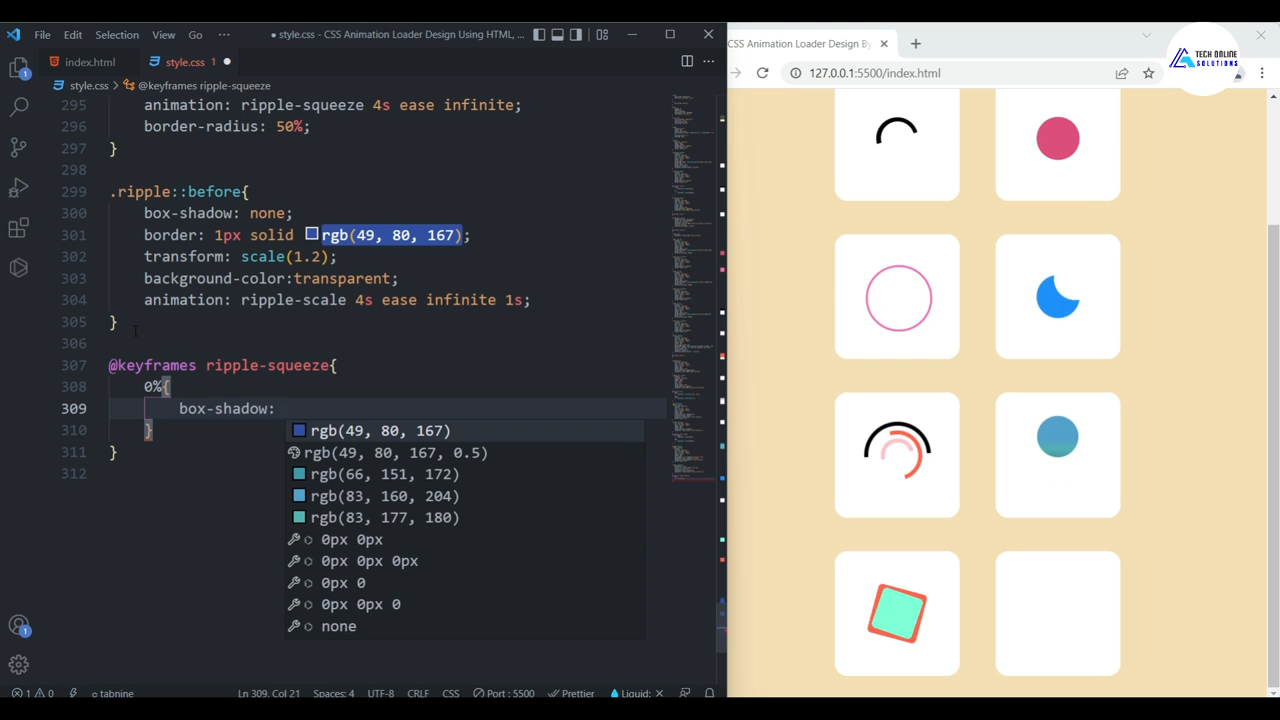 File Edit Selection View Go ··· ● style.css - CSS Animation Loader Design Using HTML, ...
index.html style.css 1 ●
style.css > @keyframes ripple-squeeze
295 animation: ripple-squeeze 4s ease infinite;
296 border-radius: 50%;
297 }
298
299 .ripple::before{
300 box-shadow: none;
301 border: 1px solid rgb(49, 80, 167);
302 transform: scale(1.2);
303 background-color:transparent;
304 animation: ripple-scale 4s ease infinite 1s;
305 }
306
307 @keyframes ripple-squeeze{
308 0%{
309 box-shadow:
310 }
311 }
312
rgb(49, 80, 167)
rgb(49, 80, 167, 0.5)
rgb(66, 151, 172)
rgb(83, 160, 204)
rgb(83, 177, 180)
0px 0px
0px 0px 0px
0px 0
0px 0px 0
none
1
1
1 0 tabnine Ln 309, Col 21 Spaces: 4 UTF-8 CRLF CSS Port : 5500 Prettier Liquid:
CSS Animation Loader Design By
127.0.0.1:5500/index.html
TECH ONLINE
SOLUTIONS